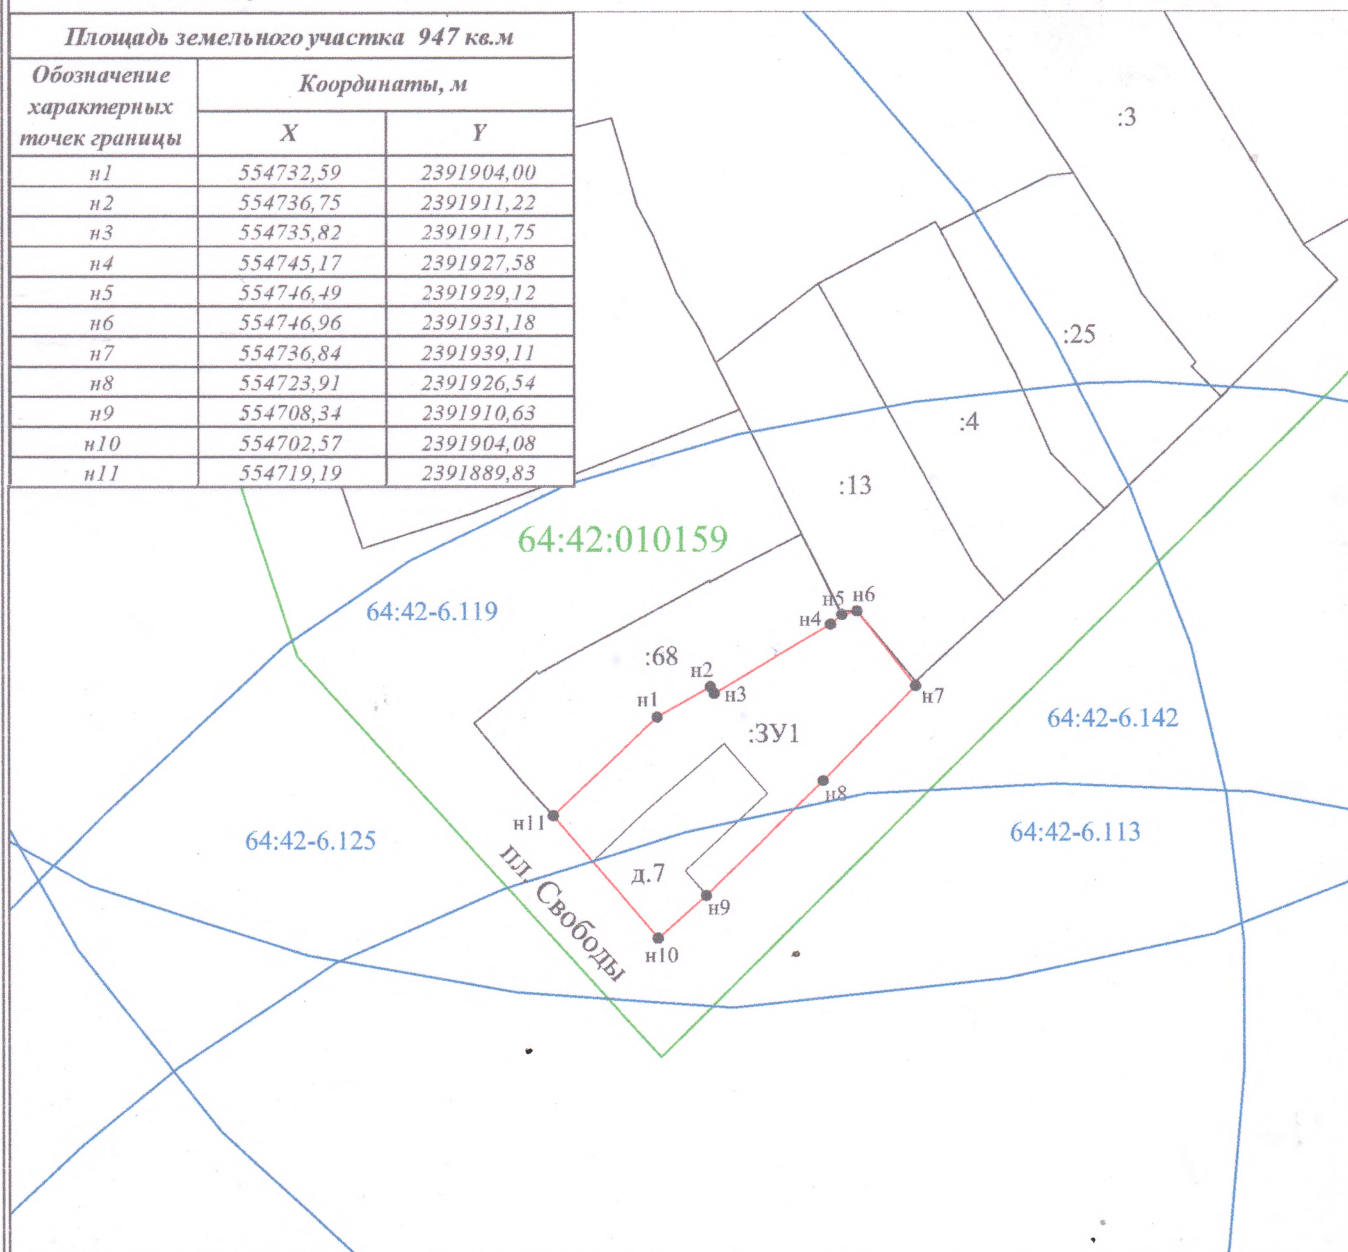 Площадь земельного участка 947 кв.м
Обозначение характерных точек границы
Координаты, м
X Y
н1 554732,59 2391904,00
н2 554736,75 2391911,22
н3 554735,82 2391911,75
н4 554745,17 2391927,58
н5 554746,49 2391929,12
н6 554746,96 2391931,18
н7 554736,84 2391939,11
н8 554723,91 2391926,54
н9 554708,34 2391910,63
н10 554702,57 2391904,08
н11 554719,19 2391889,83
:3
:25
:4
:13
64:42:010159
64:42-6.119
н5
н6
н4
:68
н2
н3
н1
н7
:ЗУ1
64:42-6.142
н8
н11
64:42-6.125
64:42-6.113
д.7
н9
пл. Свободы
н10